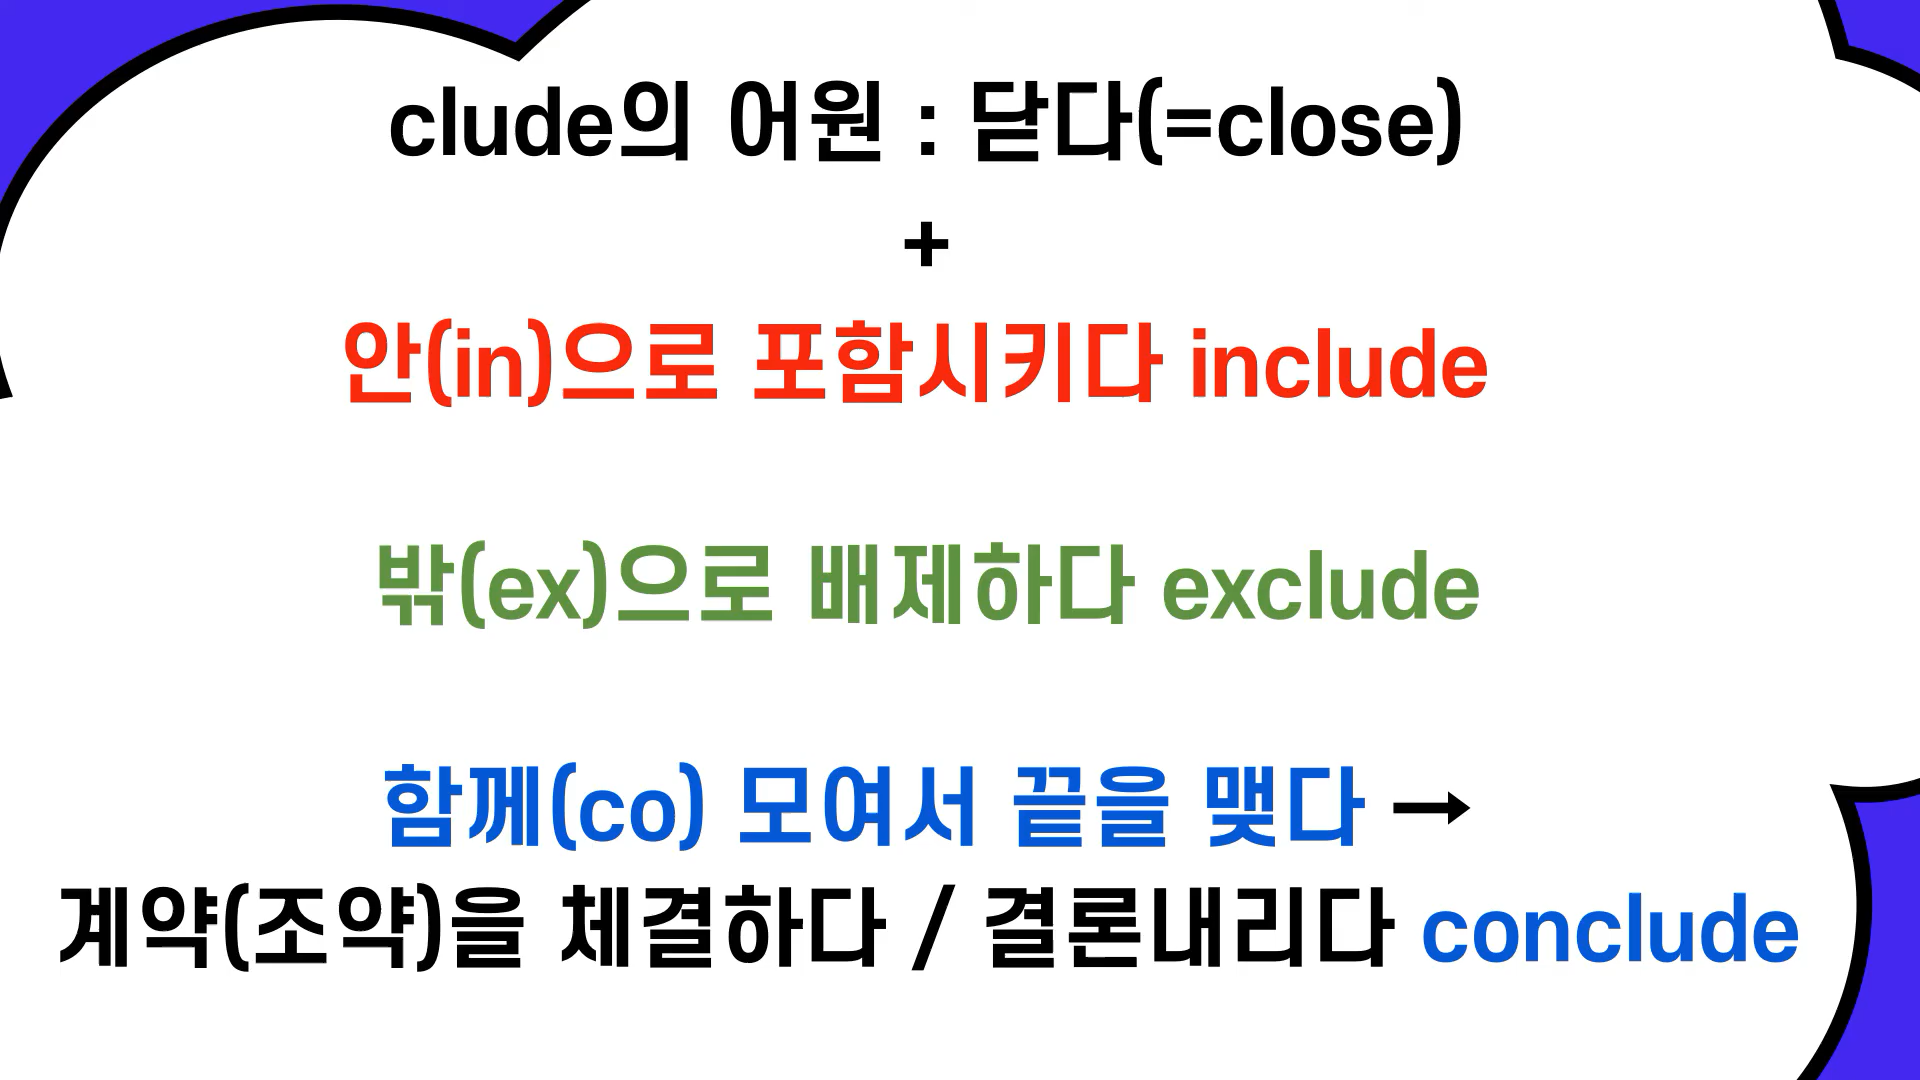 clude의 어원 : 닫다(=close)
+
안(in)으로 포함시키다 include
밖(ex)으로 배제하다 exclude
함께(co) 모여서 끝을 맺다 →
계약(조약)을 체결하다 / 결론내리다 conclude